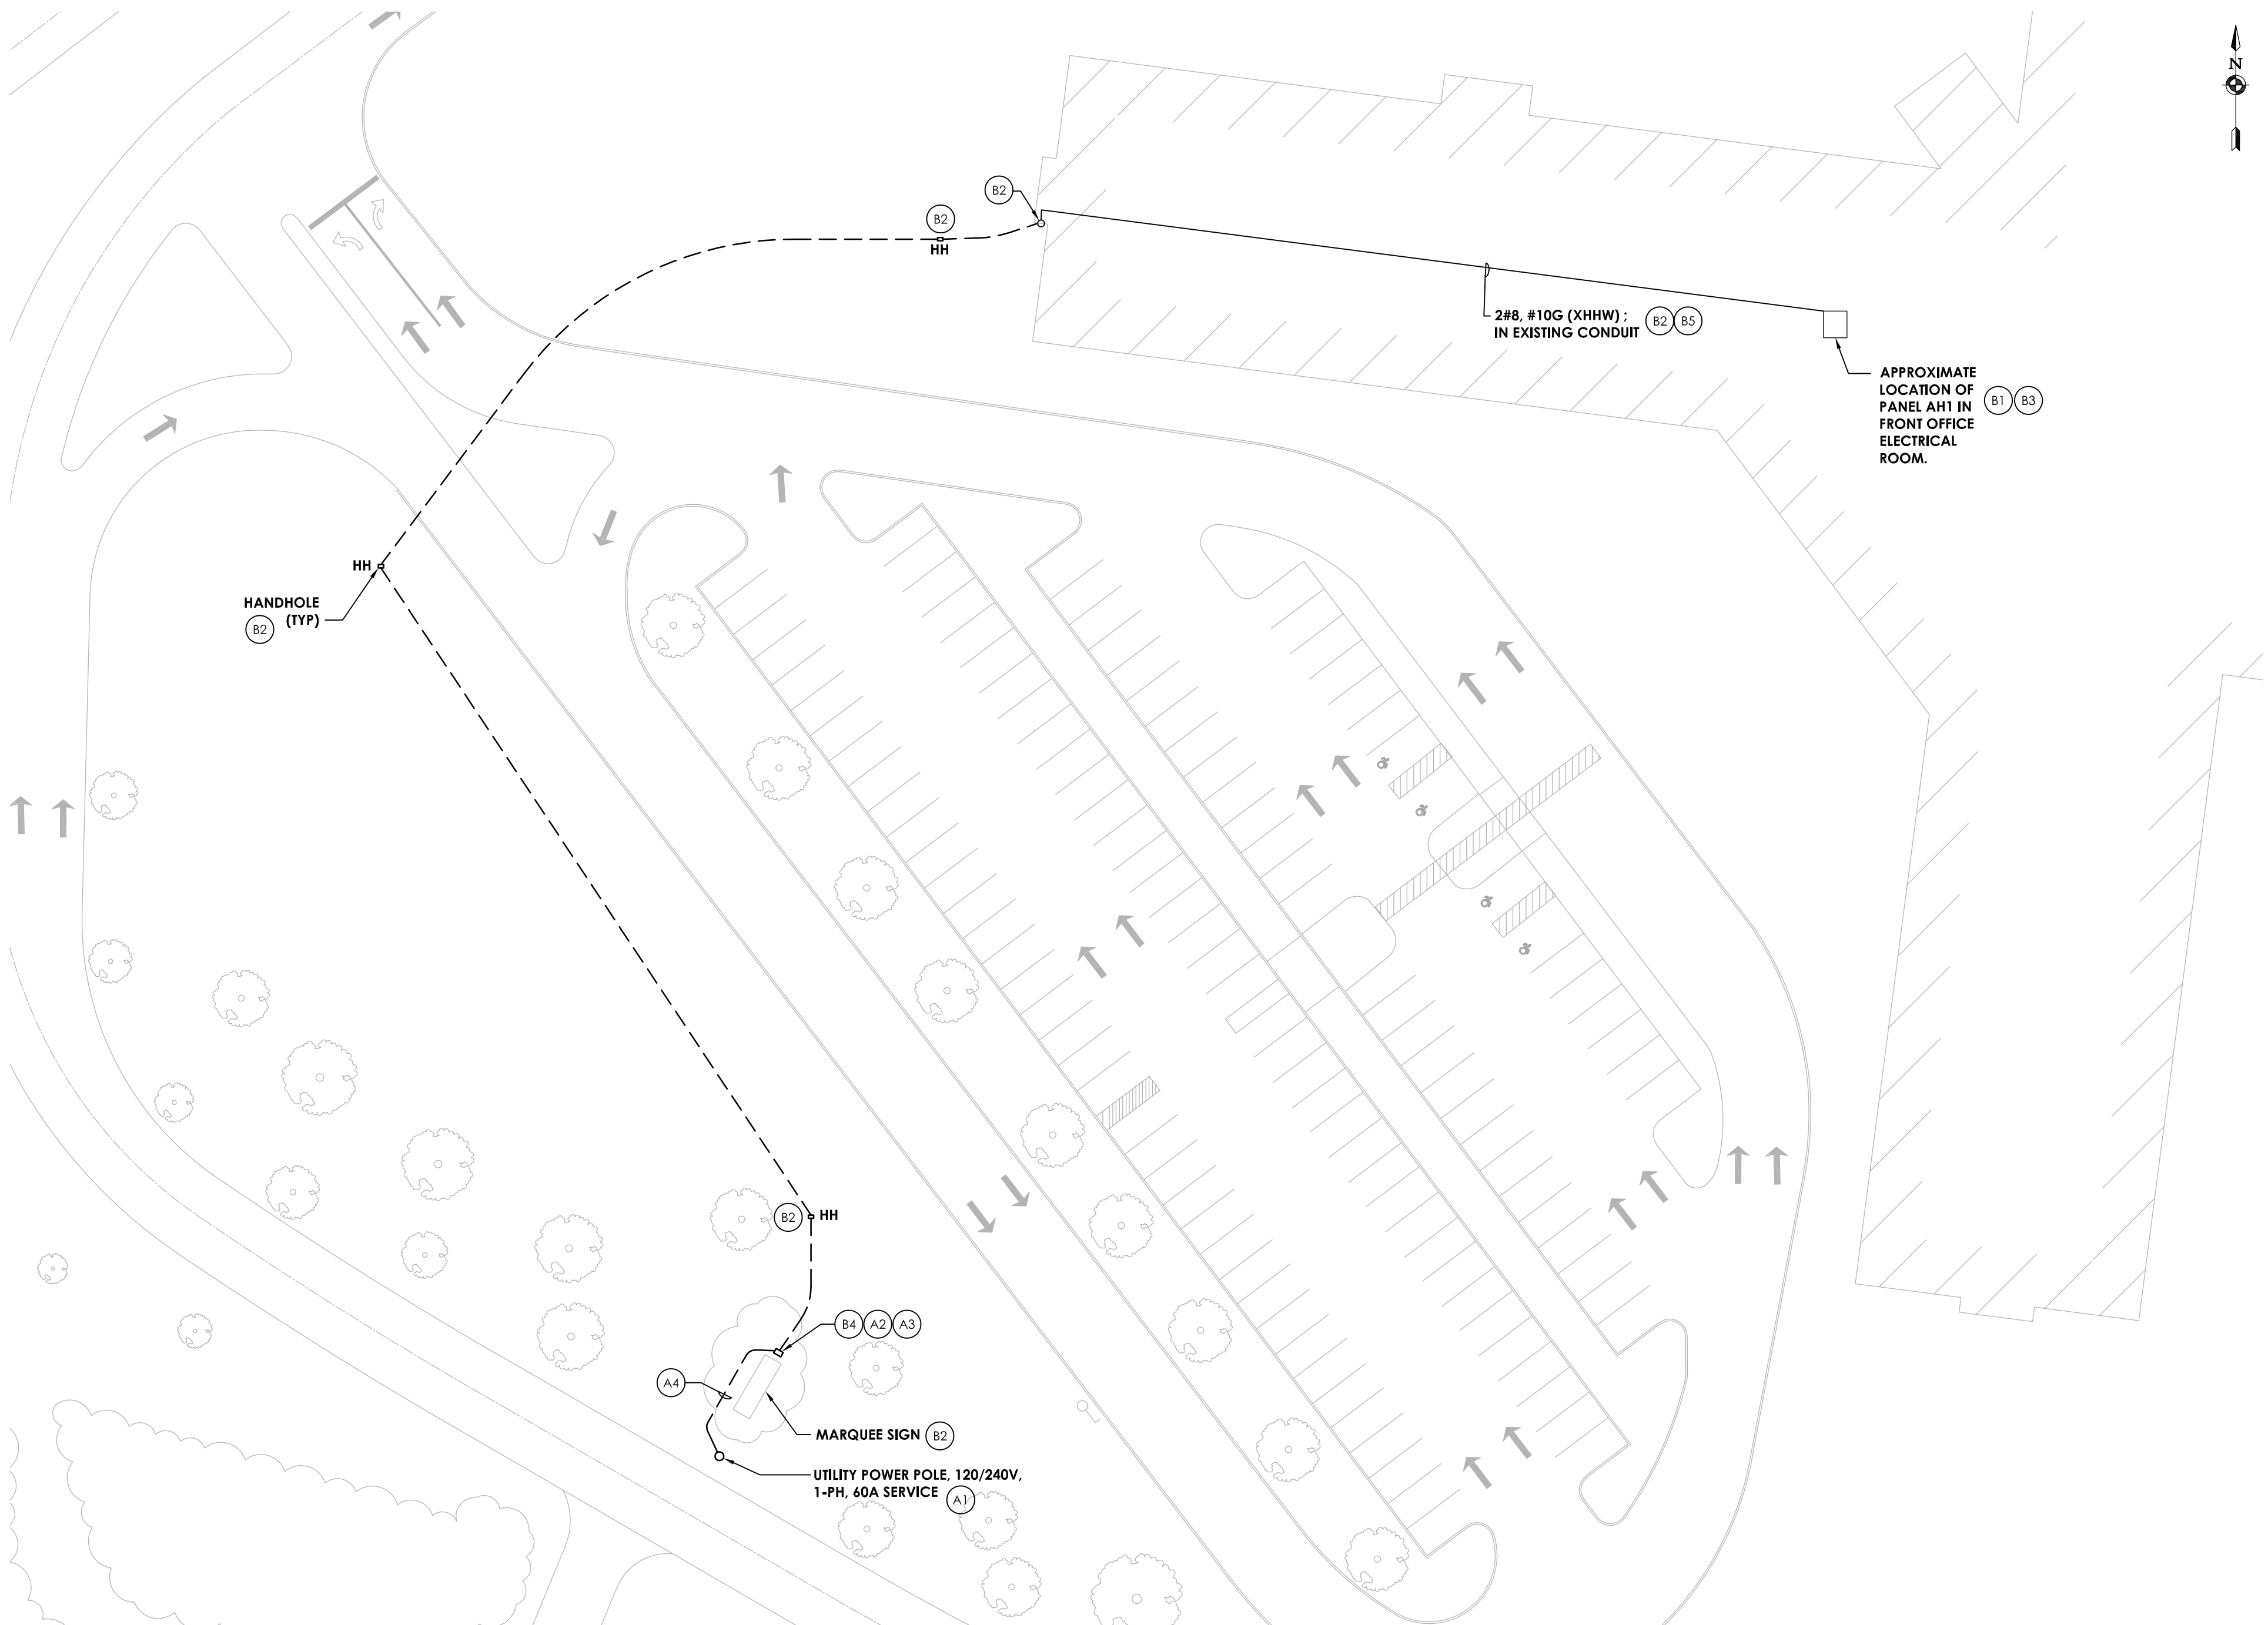 N
B2
B2
HH
2#8, #10G (XHHW) ;
IN EXISTING CONDUIT
B2 B5
APPROXIMATE
LOCATION OF
PANEL AH1 IN
FRONT OFFICE
ELECTRICAL
ROOM.
B1 B3
HH
HANDHOLE
(TYP)
B2
B2 HH
B4 A2 A3
A4
MARQUEE SIGN B2
UTILITY POWER POLE, 120/240V,
1-PH, 60A SERVICE A1